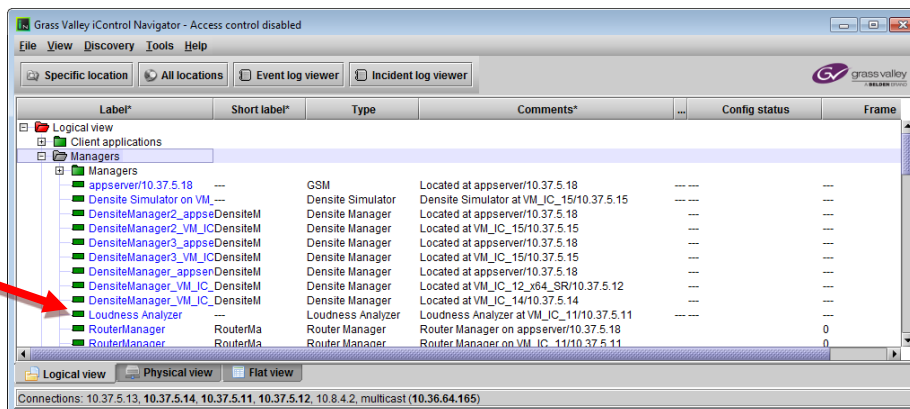 Grass Valley iControl Navigator - Access control disabled
File View Discovery Tools Help
Specific location All locations Event log viewer Incident log viewer
grass valley
A BELDEN BRAND
Label* Short label* Type Comments* ... Config status Frame
Logical view
Client applications
Managers
Managers
appserver/10.37.5.18 --- GSM Located at appserver/10.37.5.18 --- --- ---
Densite Simulator on VM_ --- Densite Simulator Densite Simulator at VM_IC_15/10.37.5.15 --- --- ---
DensiteManager2_appse DensiteM Densite Manager Located at appserver/10.37.5.18 --- ---
DensiteManager2_VM_IC DensiteM Densite Manager Located at VM_IC_15/10.37.5.15 --- ---
DensiteManager3_appse DensiteM Densite Manager Located at appserver/10.37.5.18 --- ---
DensiteManager3_VM_IC DensiteM Densite Manager Located at VM_IC_15/10.37.5.15 --- ---
DensiteManager_appser DensiteM Densite Manager Located at appserver/10.37.5.18 --- ---
DensiteManager_VM_IC_ DensiteM Densite Manager Located at VM_IC_12_x64_SR/10.37.5.12 --- ---
DensiteManager_VM_IC_ DensiteM Densite Manager Located at VM_IC_14/10.37.5.14 --- ---
Loudness Analyzer --- Loudness Analyzer Loudness Analyzer at VM_IC_11/10.37.5.11 --- --- ---
RouterManager RouterMa Router Manager Router Manager on appserver/10.37.5.18 0
RouterManager RouterMa Router Manager Router Manager on VM_IC_11/10.37.5.11 0
Logical view Physical view Flat view
Connections: 10.37.5.13, 10.37.5.14, 10.37.5.11, 10.37.5.12, 10.8.4.2, multicast (10.36.64.165)